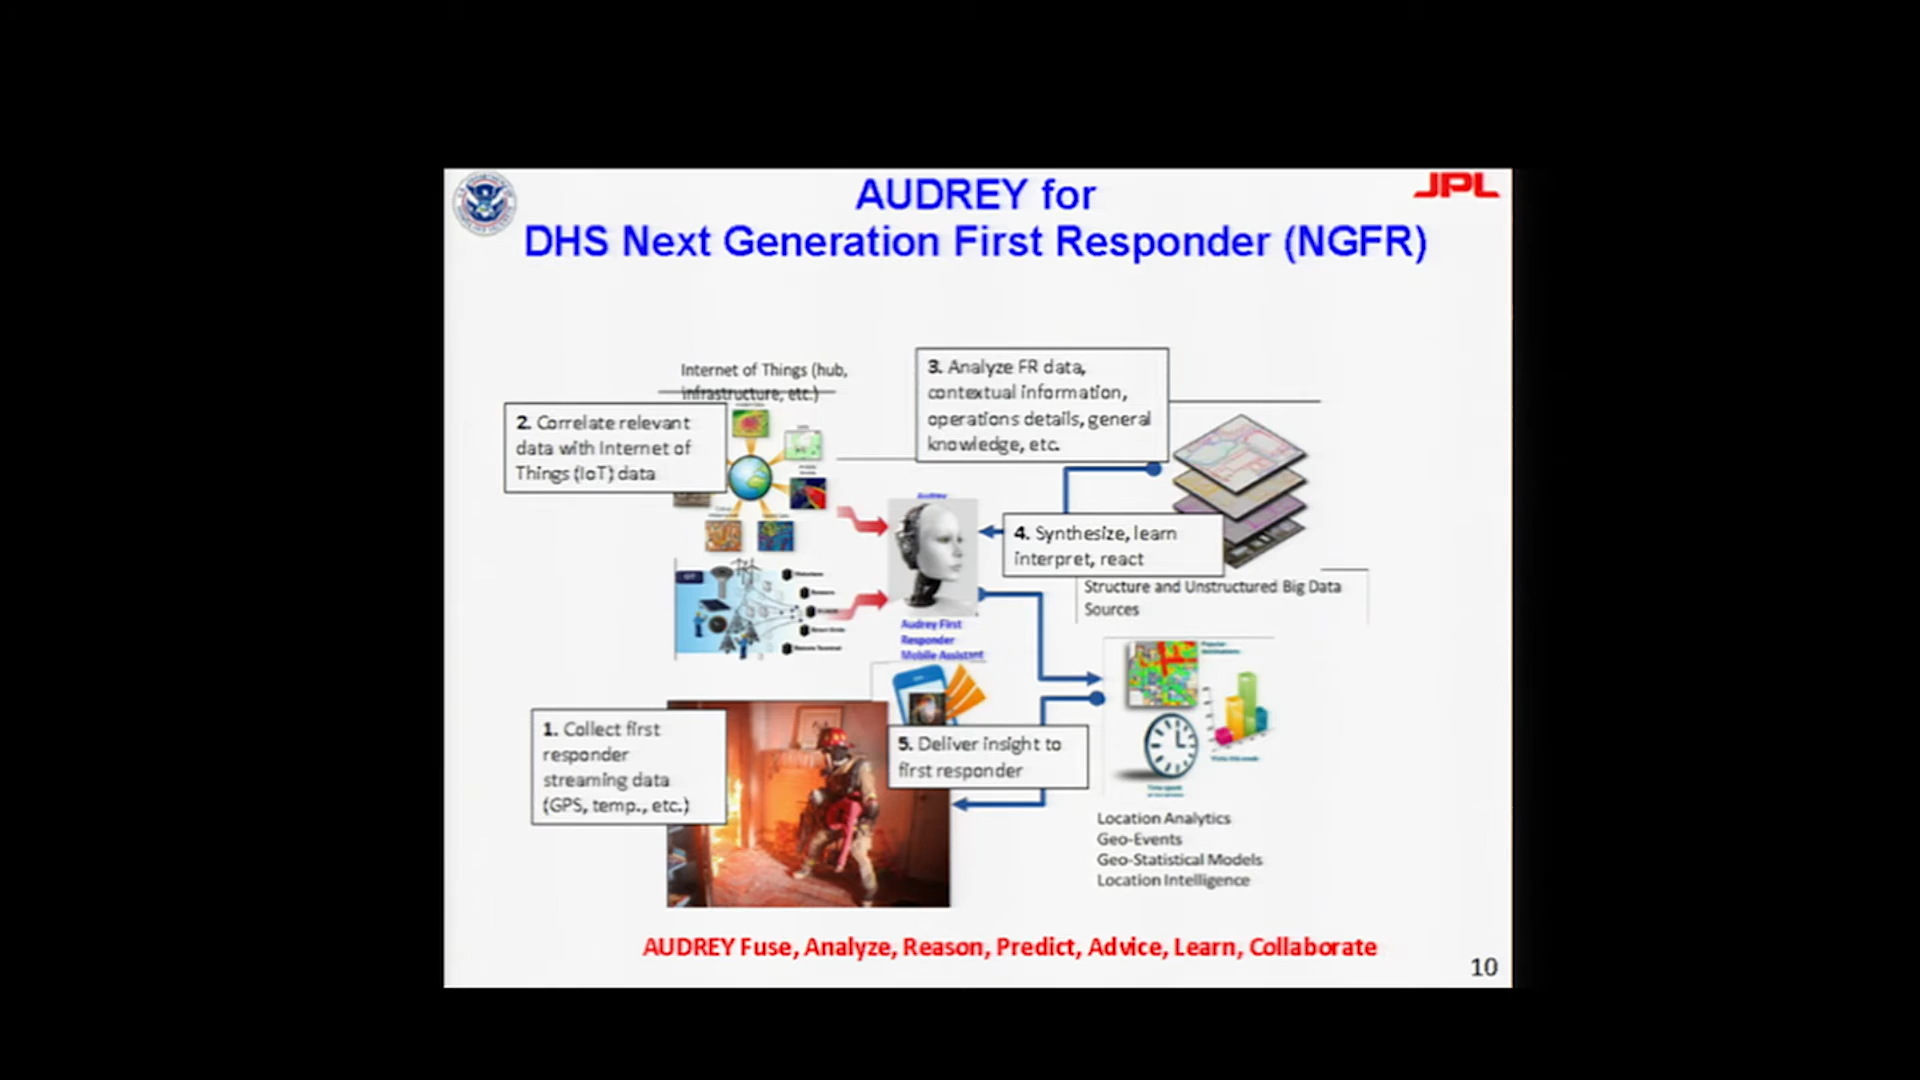 AUDREY for
DHS Next Generation First Responder (NGFR)
JPL
Internet of Things (hub,
infrastructure, etc.)
2. Correlate relevant
data with Internet of
Things (IoT) data
3. Analyze FR data,
contextual information,
operations details, general
knowledge, etc.
Audrey
4. Synthesize, learn
interpret, react
Structure and Unstructured Big Data
Sources
Audrey First
Responder
Mobile Assistant
1. Collect first
responder
streaming data
(GPS, temp., etc.)
5. Deliver insight to
first responder
Location Analytics
Geo-Events
Geo-Statistical Models
Location Intelligence
AUDREY Fuse, Analyze, Reason, Predict, Advice, Learn, Collaborate
10